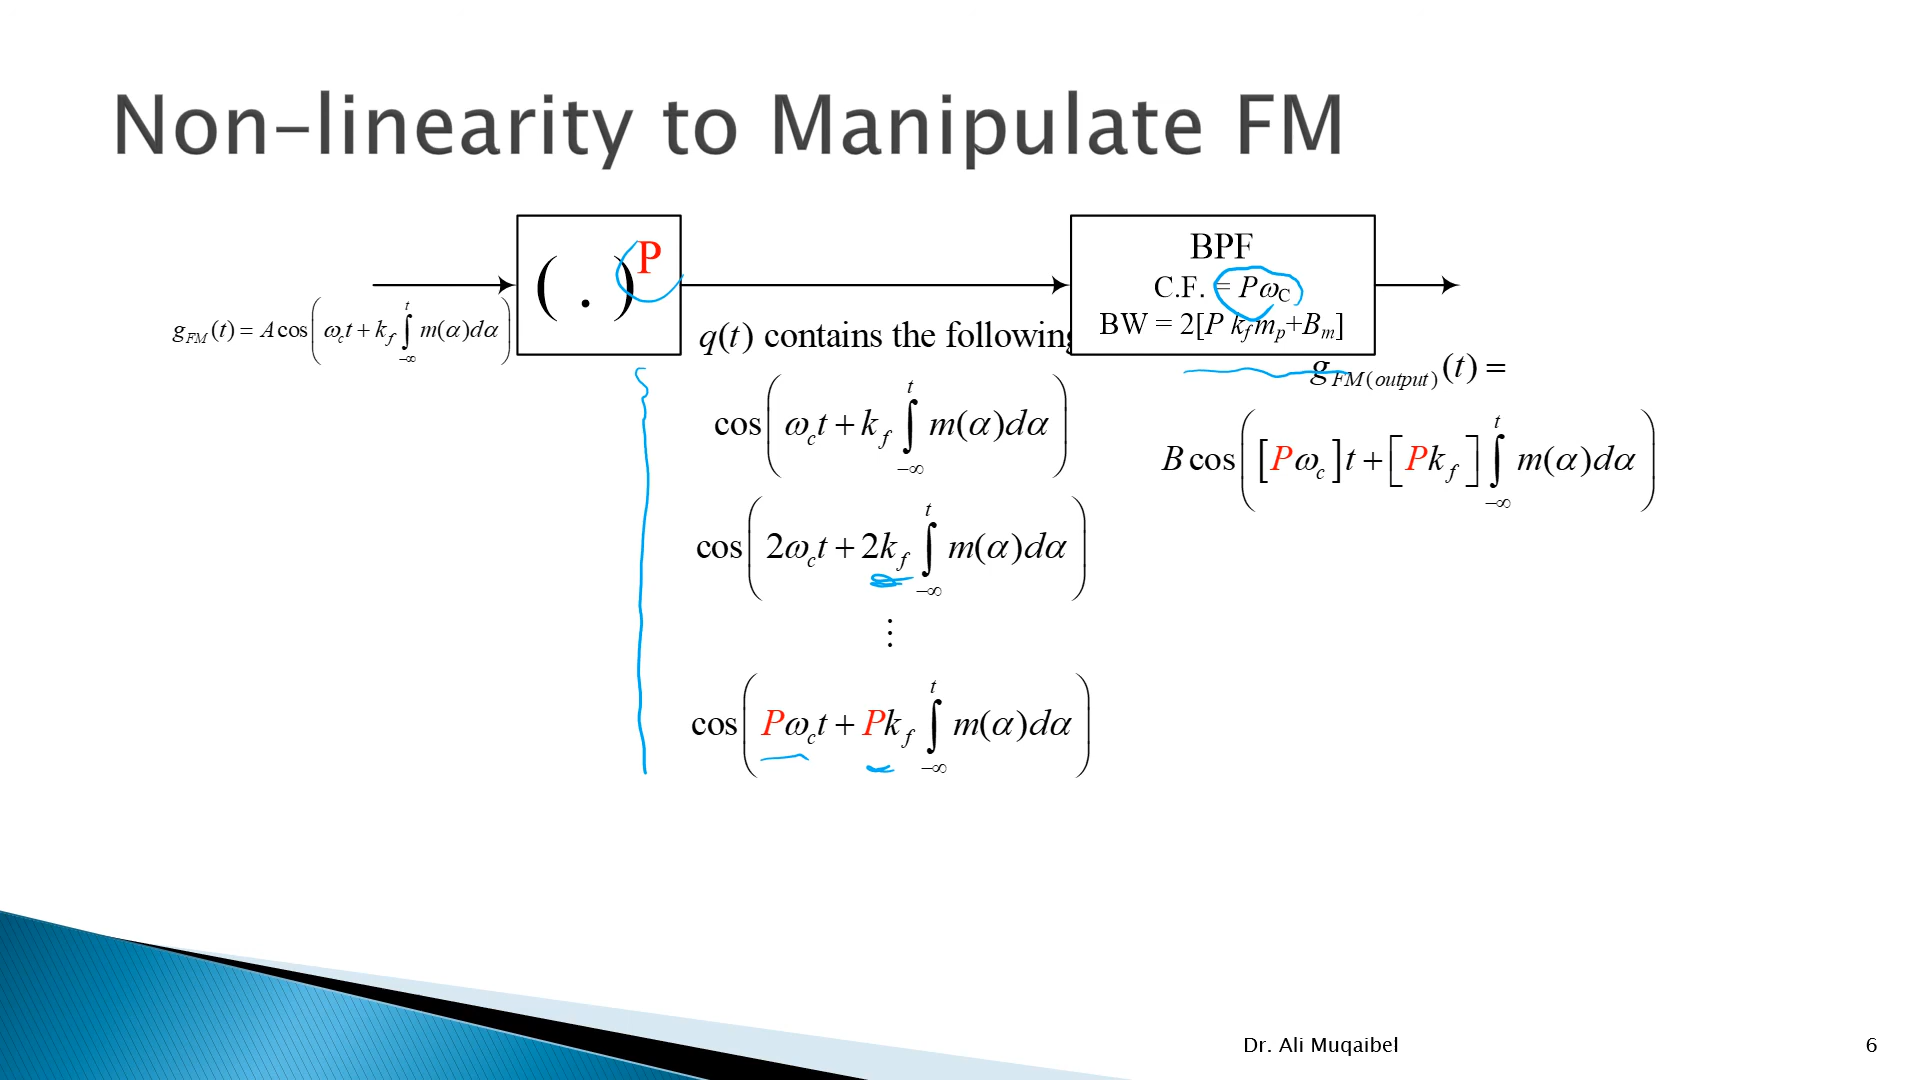 Non-linearity to Manipulate FM
( . )^P
BPF
C.F. = Pω_C
BW = 2[P k_f m_p+B_m]
g_FM(t) = A cos( ω_c t + k_f ∫_{−∞}^{t} m(α)dα )
q(t) contains the following
cos( ω_c t + k_f ∫_{−∞}^{t} m(α)dα )
cos( 2ω_c t + 2k_f ∫_{−∞}^{t} m(α)dα )
⋮
cos( Pω_c t + Pk_f ∫_{−∞}^{t} m(α)dα )
g_FM(output)(t) =
B cos( [Pω_c]t + [Pk_f] ∫_{−∞}^{t} m(α)dα )
Dr. Ali Muqaibel
6